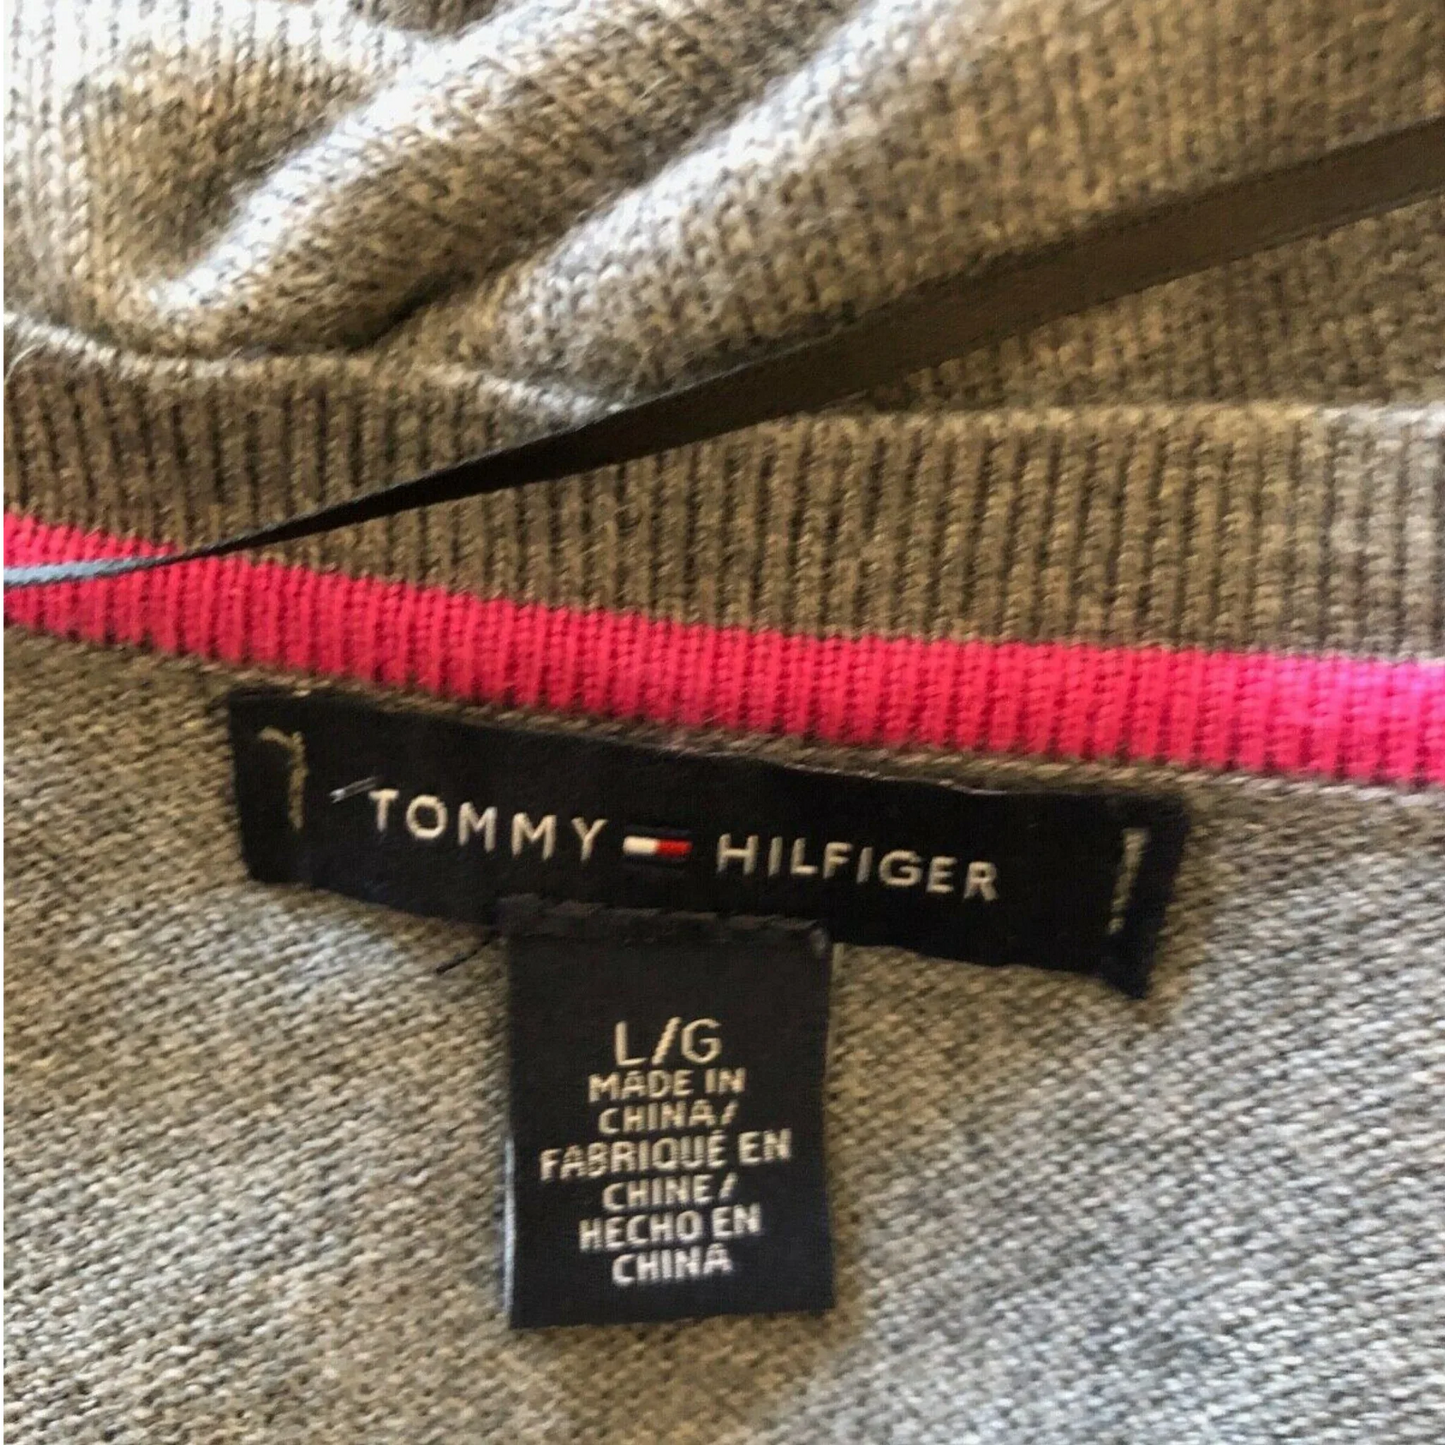 TOMMY HILFIGER
L/G
MADE IN
CHINA/
FABRIQUÉ EN
CHINE/
HECHO EN
CHINA